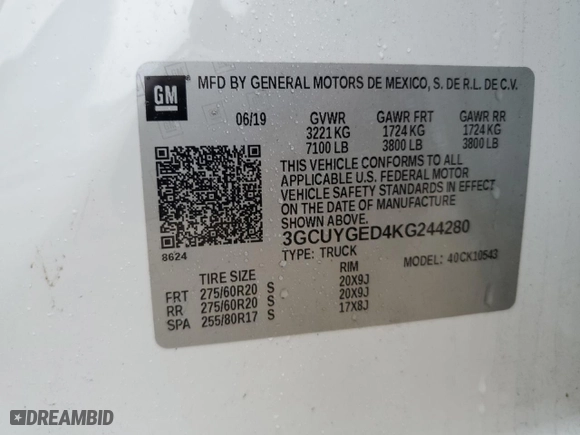 GM
MFD BY GENERAL MOTORS DE MEXICO, S. DE R.L. DE C.V.
06/19 GVWR GAWR FRT GAWR RR
3221 KG 1724 KG 1724 KG
7100 LB 3800 LB 3800 LB
THIS VEHICLE CONFORMS TO ALL
APPLICABLE U.S. FEDERAL MOTOR
VEHICLE SAFETY STANDARDS IN EFFECT
ON THE DATE OF MANUFACTURE
SHOWN ABOVE.
3GCUYGED4KG244280
8624
TYPE: TRUCK MODEL: 40CK10543
TIRE SIZE RIM
FRT 275/60R20 S 20X9J
RR 275/60R20 S 20X9J
SPA 255/80R17 S 17X8J
DREAMBID